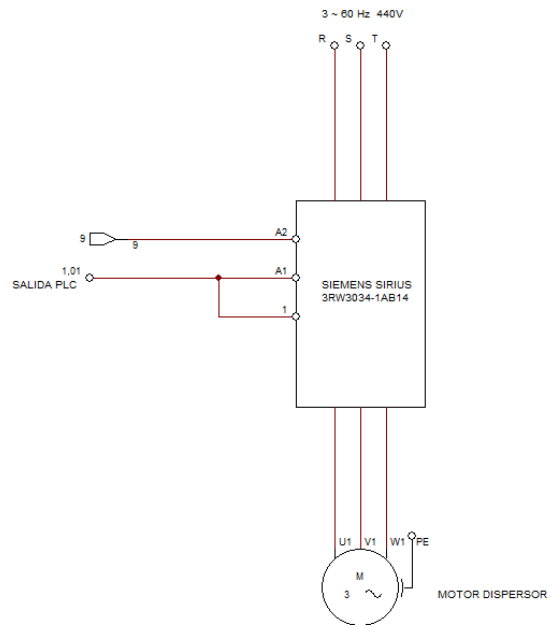 3 ~ 60 Hz 440V
R S T
A2
9 9
1,01 A1
SALIDA PLC
SIEMENS SIRIUS
3RW3034-1AB14
1
U1 V1 W1 PE
M
3
MOTOR DISPERSOR